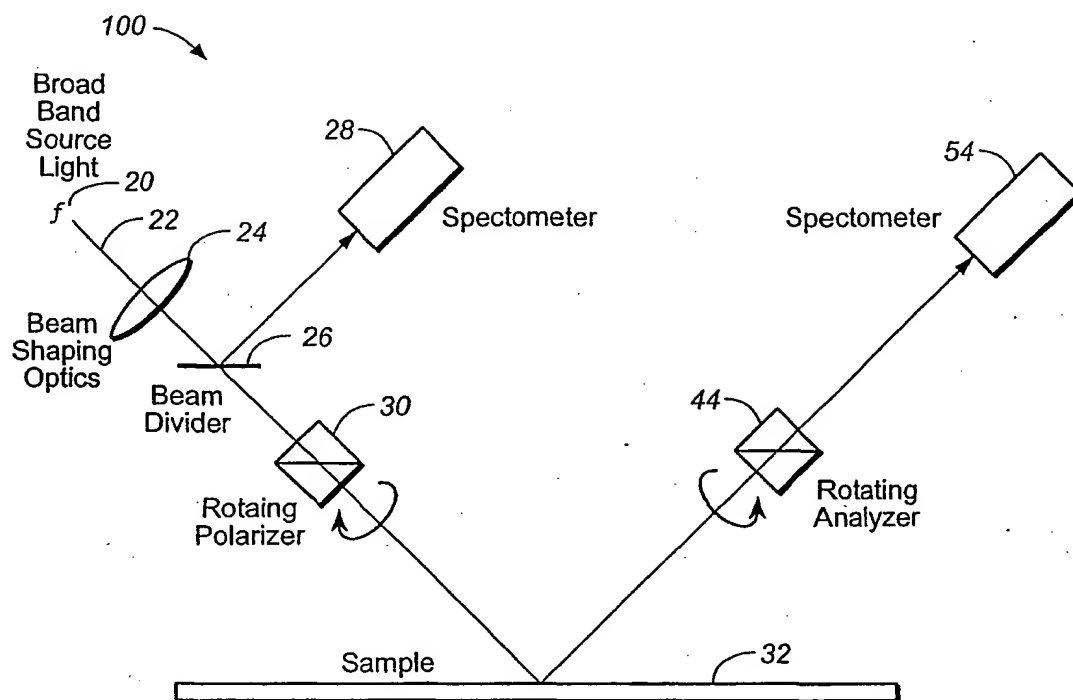 100
Broad
Band
Source
Light
20
f
22
24
Beam
Shaping
Optics
26
Beam
Divider
28
Spectometer
30
Rotaing
Polarizer
54
Spectometer
44
Rotating
Analyzer
Sample
32